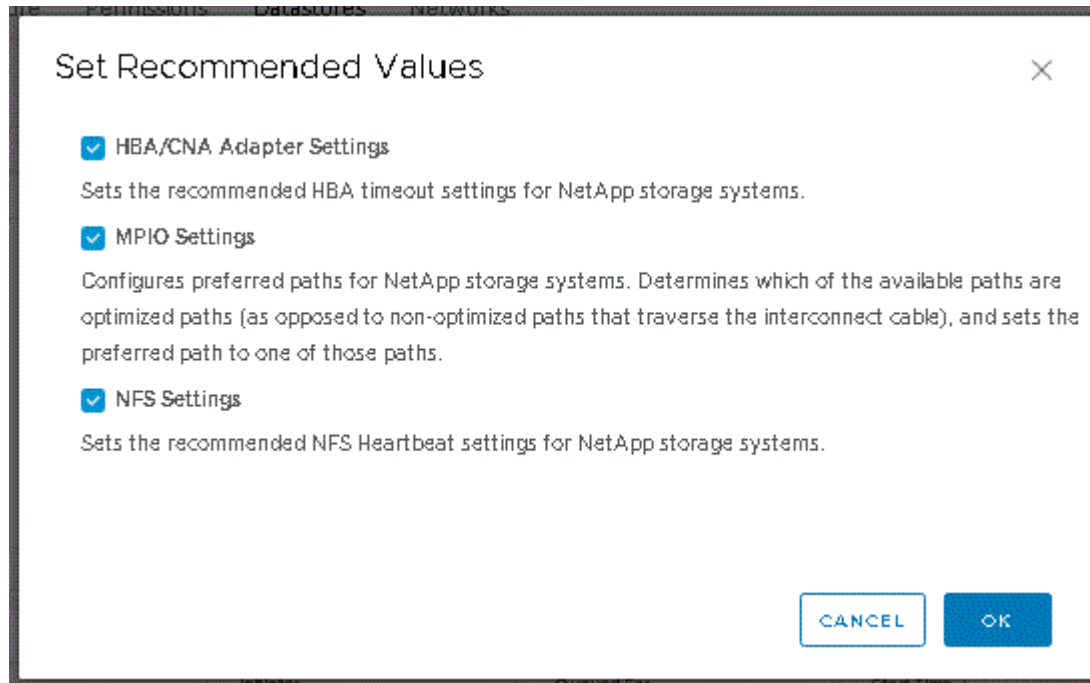 Permissions Datastores Networks
Set Recommended Values
HBA/CNA Adapter Settings
Sets the recommended HBA timeout settings for NetApp storage systems.
MPIO Settings
Configures preferred paths for NetApp storage systems. Determines which of the available paths are
optimized paths (as opposed to non-optimized paths that traverse the interconnect cable), and sets the
preferred path to one of those paths.
NFS Settings
Sets the recommended NFS Heartbeat settings for NetApp storage systems.
CANCEL OK